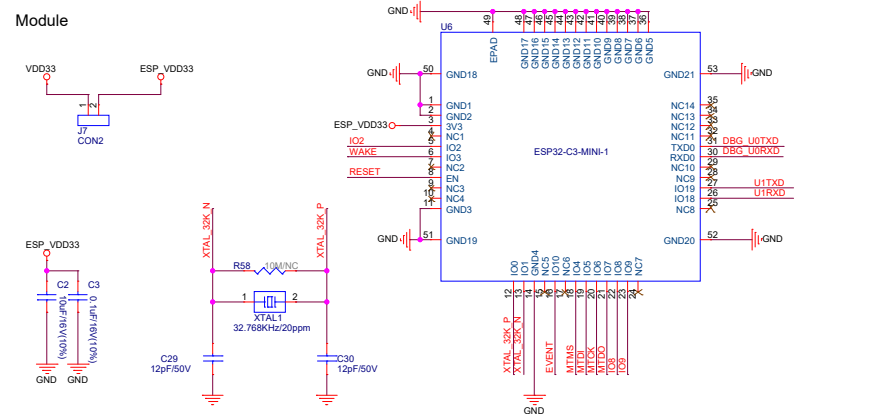 Module
VDD33
ESP_VDD33
1
2
J7
CON2
ESP_VDD33
C2
10uF/16V(10%)
C3
0.1uF/16V(10%)
GND
GND
XTAL_32K_N
XTAL_32K_P
R58
10M/NC
1
2
XTAL1
32.768KHz/20ppm
C29
12pF/50V
C30
12pF/50V
GND
U6
49
48
47
46
45
44
43
42
41
40
39
38
37
36
EPAD
GND17
GND16
GND15
GND14
GND13
GND12
GND11
GND10
GND9
GND8
GND7
GND6
GND5
ESP32-C3-MINI-1
GND
50
GND18
1
GND1
2
GND2
ESP_VDD33
3
3V3
4
NC1
IO2
5
IO2
WAKE
6
IO3
7
NC2
RESET
8
EN
9
NC3
10
NC4
11
GND3
GND
51
GND19
GND21
53
GND
NC14
35
NC13
34
NC12
33
NC11
32
TXD0
31
DBG_U0TXD
RXD0
30
DBG_U0RXD
NC10
29
NC9
28
IO19
27
U1TXD
IO18
26
U1RXD
NC8
25
GND20
52
GND
IO0
IO1
GND4
NC5
IO10
NC6
IO4
IO5
IO6
IO7
IO8
IO9
NC7
12
13
14
15
16
17
18
19
20
21
22
23
24
XTAL_32K_P
XTAL_32K_N
EVENT
MTMS
MTDI
MTCK
MTDO
IO8
IO9
GND